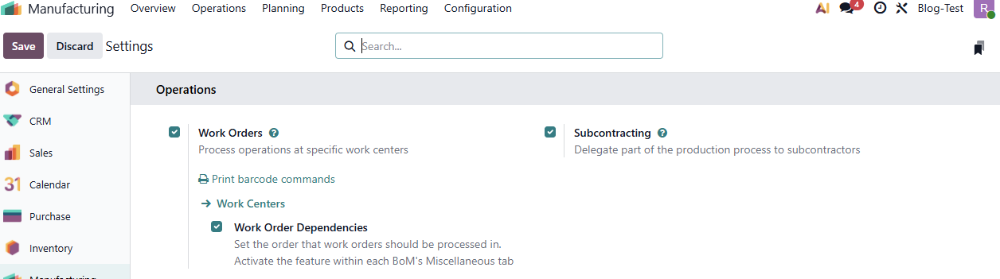 Manufacturing Overview Operations Planning Products Reporting Configuration AI 4 Blog-Test R
Save Discard Settings Search...
Operations
General Settings
CRM
Sales
31 Calendar
Purchase
Inventory
Manufacturing
Work Orders ?
Process operations at specific work centers
Print barcode commands
→ Work Centers
Work Order Dependencies
Set the order that work orders should be processed in.
Activate the feature within each BoM's Miscellaneous tab
Subcontracting ?
Delegate part of the production process to subcontractors